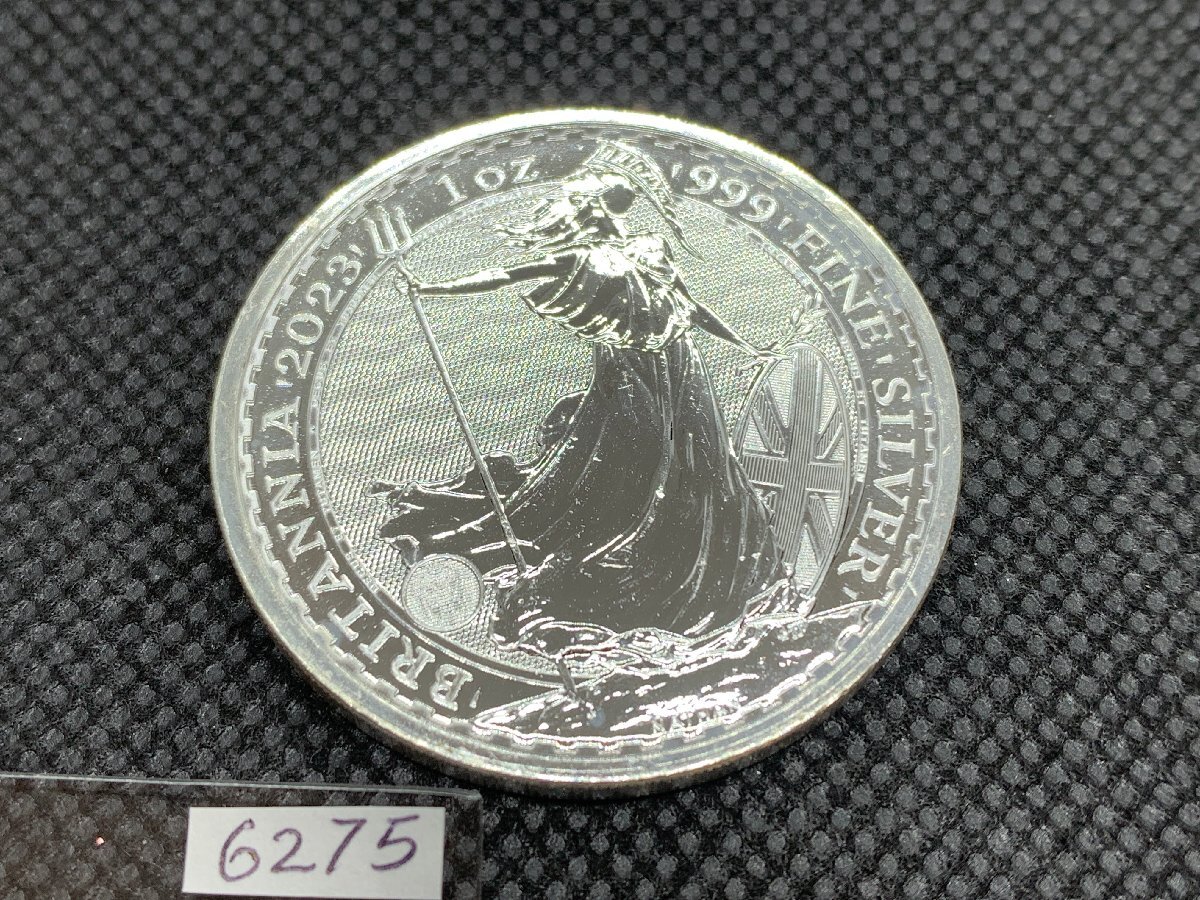 'BRITANNIA' '2023' 1 OZ '999' FINE' SILVER'
6275